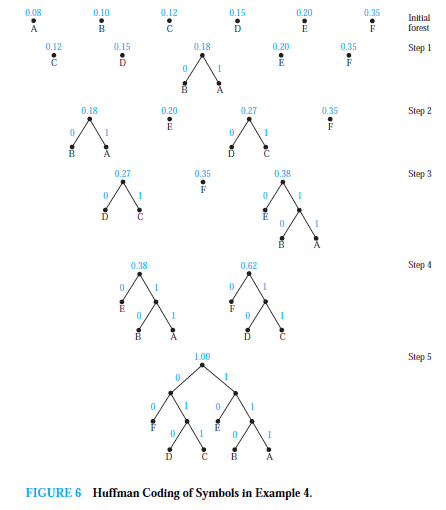 0.08 0.10 0.12 0.15 0.20 0.35 Initial
A B C D E F forest
0.12 0.15 0.18 0.20 0.35 Step 1
C D E F
0 1
B A
0.18 0.20 0.27 0.35 Step 2
E F
0 1 0 1
B A D C
0.27 0.35 0.38 Step 3
F
0 1 0 1
D C E
0 1
B A
0.38 0.62 Step 4
0 1 0 1
E F
0 1 0 1
B A D C
1.00 Step 5
0 1
0 1 0 1
F E
0 1 0 1
D C B A
FIGURE 6 Huffman Coding of Symbols in Example 4.